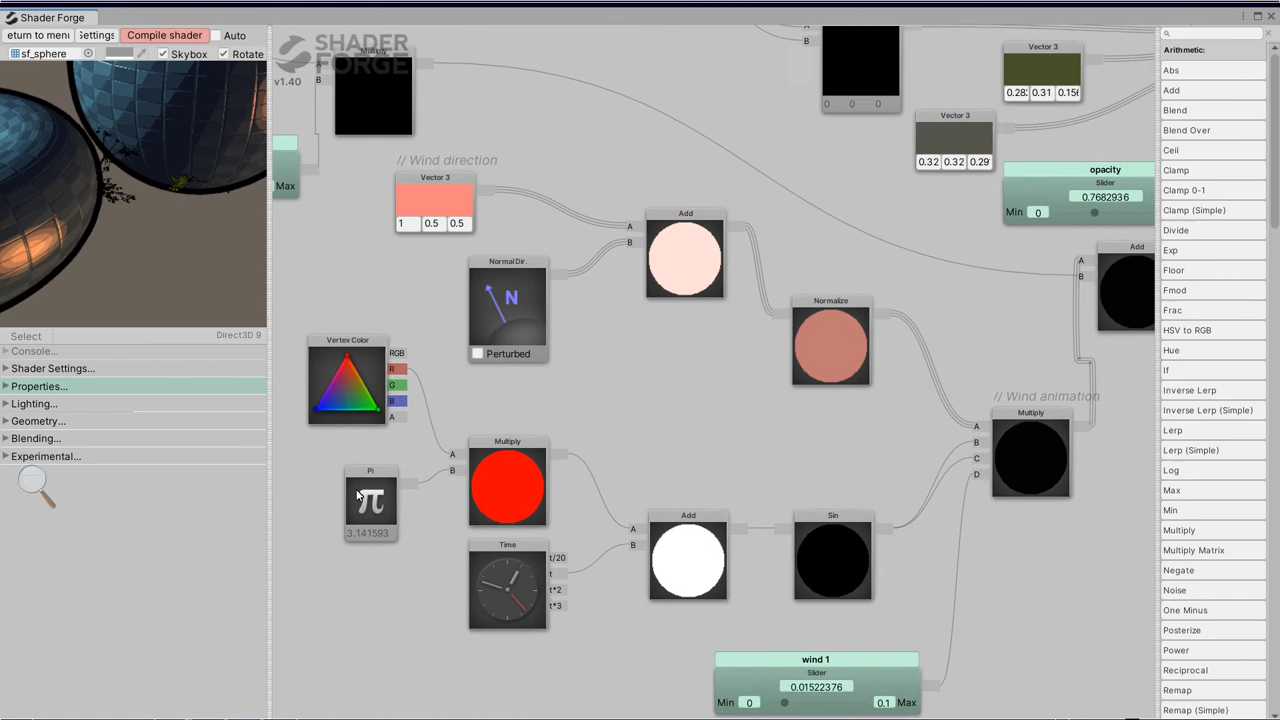 Shader Forge
eturn to menu
Settings
Compile shader
Auto
sf_sphere
Skybox
Rotate
SHADER
FORGE
v1.40
Select
Direct3D 9
Console...
Shader Settings...
Properties...
Lighting...
Geometry...
Blending...
Experimental...
Multiply
A
B
Max
// Wind direction
Vector 3
1
0.5
0.5
Normal Dir.
N
Perturbed
Add
A
B
Normalize
Vertex Color
RGB
R
G
B
A
Pi
π
3.141593
Multiply
A
B
Time
t/20
t
t*2
t*3
Add
A
B
Sin
wind 1
Slider
0.01522376
Min
0
0.1
Max
// Wind animation
Multiply
A
B
C
D
B
0
0
0
Vector 3
0.28
0.31
0.156
Vector 3
0.32
0.32
0.29
opacity
Slider
0.7682936
Min
0
Add
A
B
Arithmetic:
Abs
Add
Blend
Blend Over
Ceil
Clamp
Clamp 0-1
Clamp (Simple)
Divide
Exp
Floor
Fmod
Frac
HSV to RGB
Hue
If
Inverse Lerp
Inverse Lerp (Simple)
Lerp
Lerp (Simple)
Log
Max
Min
Multiply
Multiply Matrix
Negate
Noise
One Minus
Posterize
Power
Reciprocal
Remap
Remap (Simple)